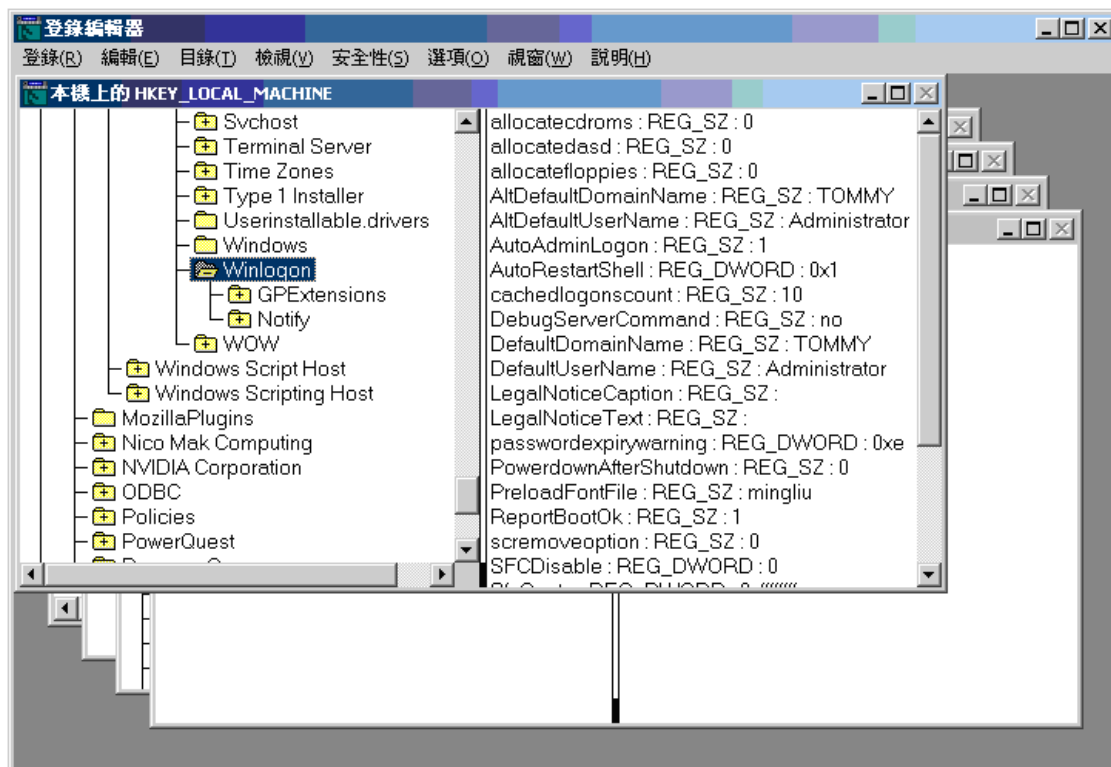 登錄編輯器
登錄(R) 編輯(E) 目錄(T) 檢視(V) 安全性(S) 選項(O) 視窗(W) 說明(H)
本機上的 HKEY_LOCAL_MACHINE
Svchost
Terminal Server
Time Zones
Type 1 Installer
Userinstallable.drivers
Windows
Winlogon
GPExtensions
Notify
WOW
Windows Script Host
Windows Scripting Host
MozillaPlugins
Nico Mak Computing
NVIDIA Corporation
ODBC
Policies
PowerQuest
allocatecdroms : REG_SZ : 0
allocatedasd : REG_SZ : 0
allocatefloppies : REG_SZ : 0
AltDefaultDomainName : REG_SZ : TOMMY
AltDefaultUserName : REG_SZ : Administrator
AutoAdminLogon : REG_SZ : 1
AutoRestartShell : REG_DWORD : 0x1
cachedlogonscount : REG_SZ : 10
DebugServerCommand : REG_SZ : no
DefaultDomainName : REG_SZ : TOMMY
DefaultUserName : REG_SZ : Administrator
LegalNoticeCaption : REG_SZ :
LegalNoticeText : REG_SZ :
passwordexpirywarning : REG_DWORD : 0xe
PowerdownAfterShutdown : REG_SZ : 0
PreloadFontFile : REG_SZ : mingliu
ReportBootOk : REG_SZ : 1
scremoveoption : REG_SZ : 0
SFCDisable : REG_DWORD : 0